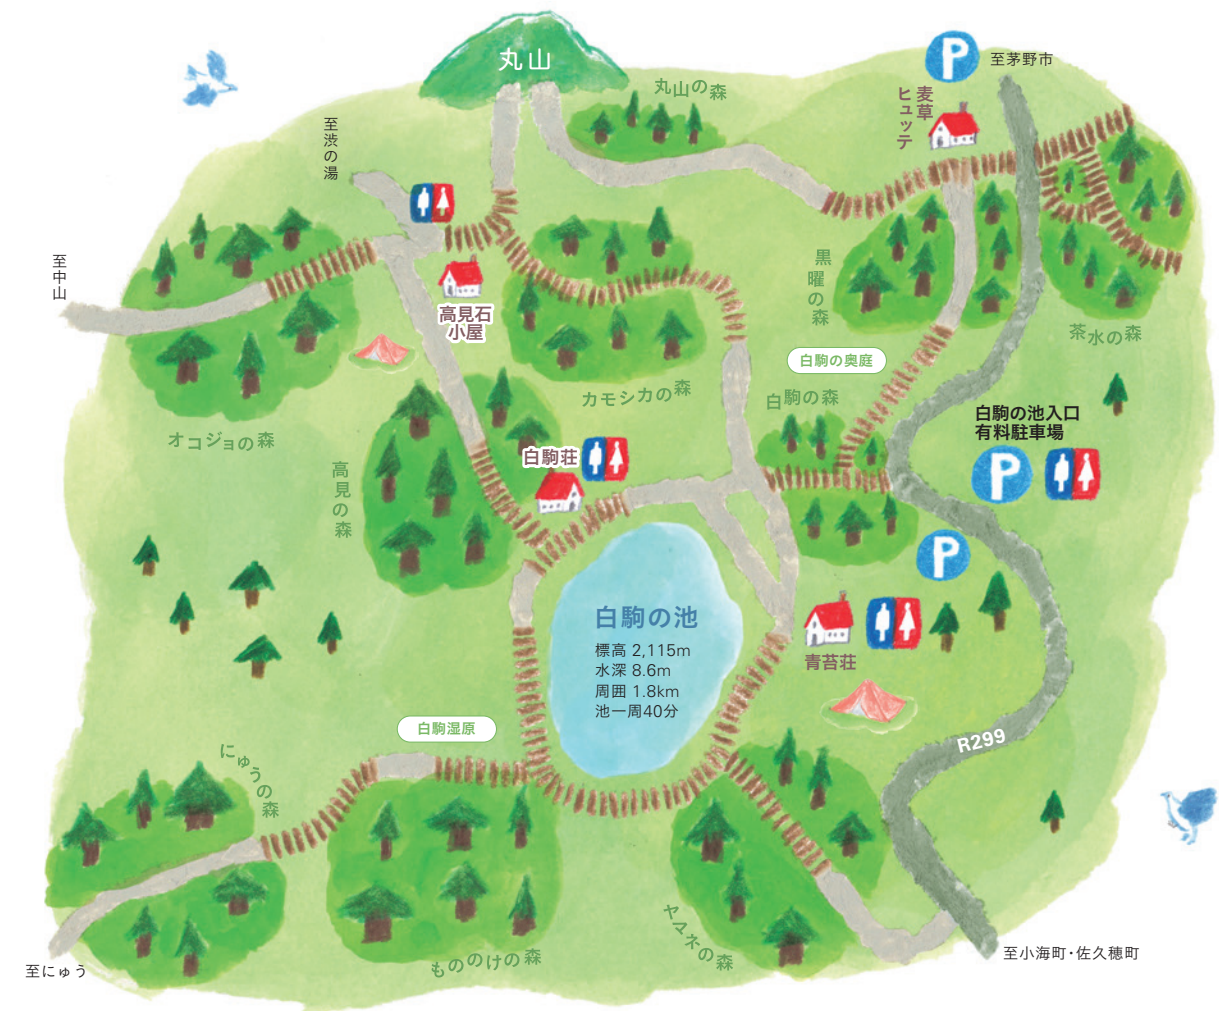 丸山
丸山の森
P
至茅野市
麦草
ヒュッテ
至渋の湯
至中山
高見石
小屋
黒曜の森
茶水の森
白駒の奥庭
カモシカの森
白駒の森
オコジョの森
白駒の池入口
有料駐車場
P
高見の森
白駒荘
P
白駒の池
標高 2,115m
水深 8.6m
周囲 1.8km
池一周40分
青苔荘
白駒湿原
R299
にゅうの森
もののけの森
ヤマネの森
至にゅう
至小海町・佐久穂町